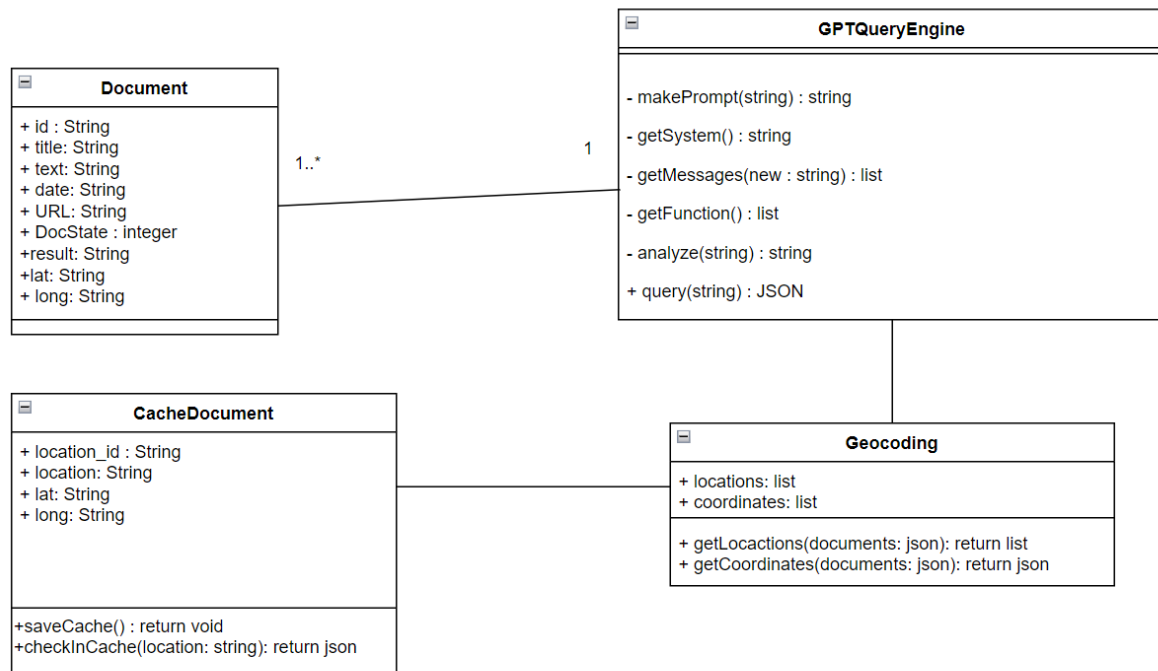 GPTQueryEngine
- makePrompt(string) : string
- getSystem() : string
- getMessages(new : string) : list
- getFunction() : list
- analyze(string) : string
+ query(string) : JSON
Document
+ id : String
+ title: String
+ text: String
+ date: String
+ URL: String
+ DocState : integer
+result: String
+lat: String
+ long: String
1..*
1
CacheDocument
+ location_id : String
+ location: String
+ lat: String
+ long: String
+saveCache() : return void
+checkInCache(location: string): return json
Geocoding
+ locations: list
+ coordinates: list
+ getLocactions(documents: json): return list
+ getCoordinates(documents: json): return json